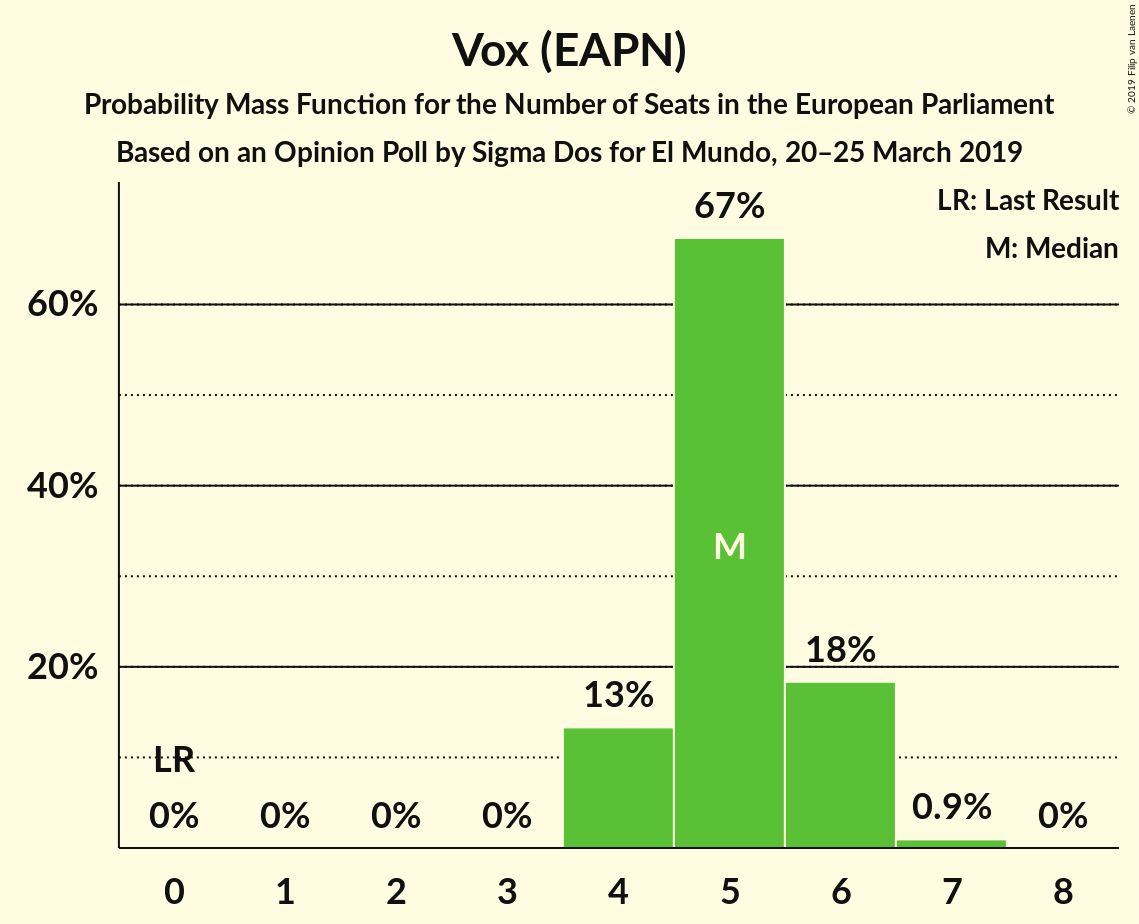 Vox (EAPN)
Probability Mass Function for the Number of Seats in the European Parliament
Based on an Opinion Poll by Sigma Dos for El Mundo, 20–25 March 2019
© 2019 Filip van Laenen
LR: Last Result
M: Median
67%
60%
40%
M
18%
20%
13%
LR
0%
0%
0%
0%
0.9%
0%
0
1
2
3
4
5
6
7
8